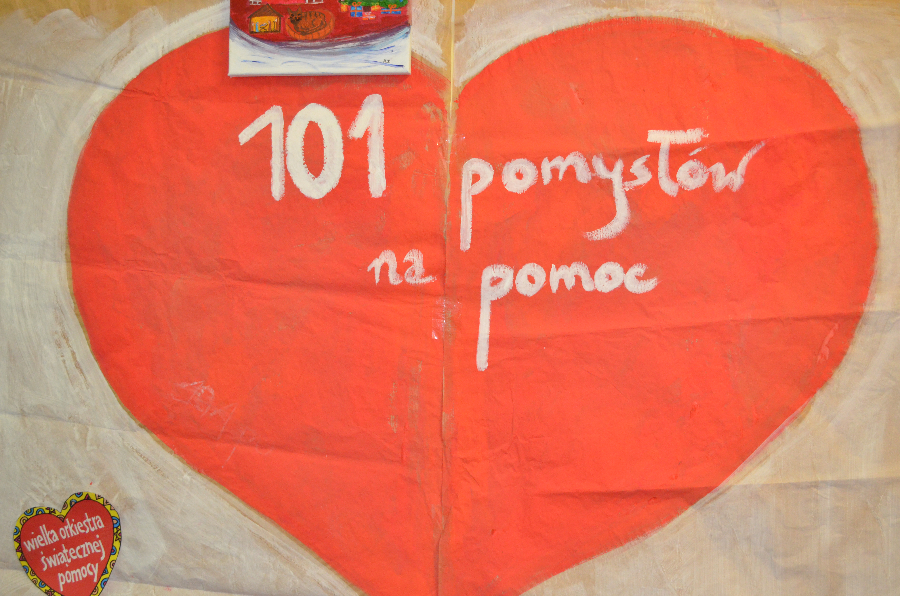 101 pomysłów
na pomoc
wielka orkiestra
świątecznej
pomocy